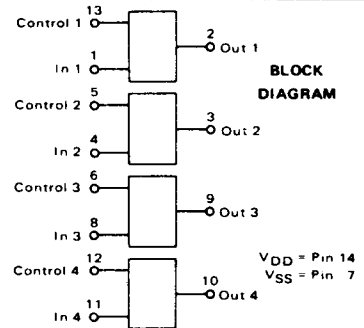 13
Control 1
2
Out 1
1
In 1
BLOCK
DIAGRAM
5
Control 2
3
Out 2
4
In 2
6
Control 3
9
Out 3
8
In 3
VDD = Pin 14
VSS = Pin 7
12
Control 4
10
Out 4
11
In 4